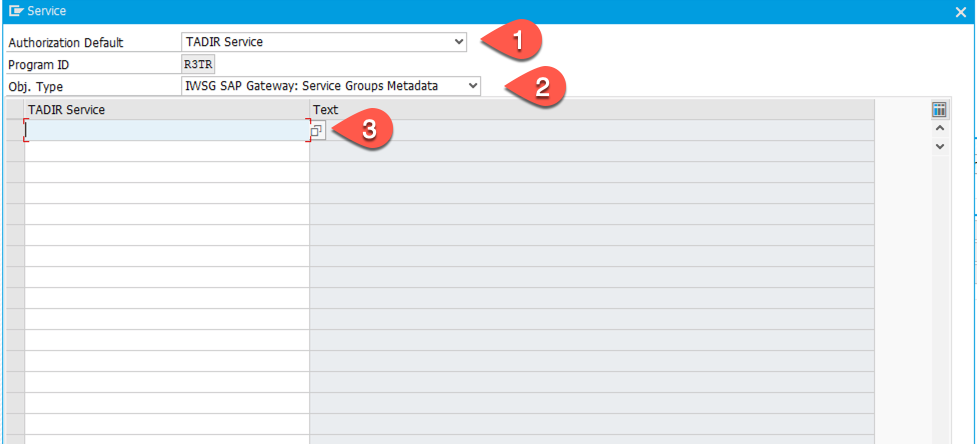 Service
Authorization Default TADIR Service 1
Program ID R3TR
Obj. Type IWSG SAP Gateway: Service Groups Metadata 2
TADIR Service Text
3